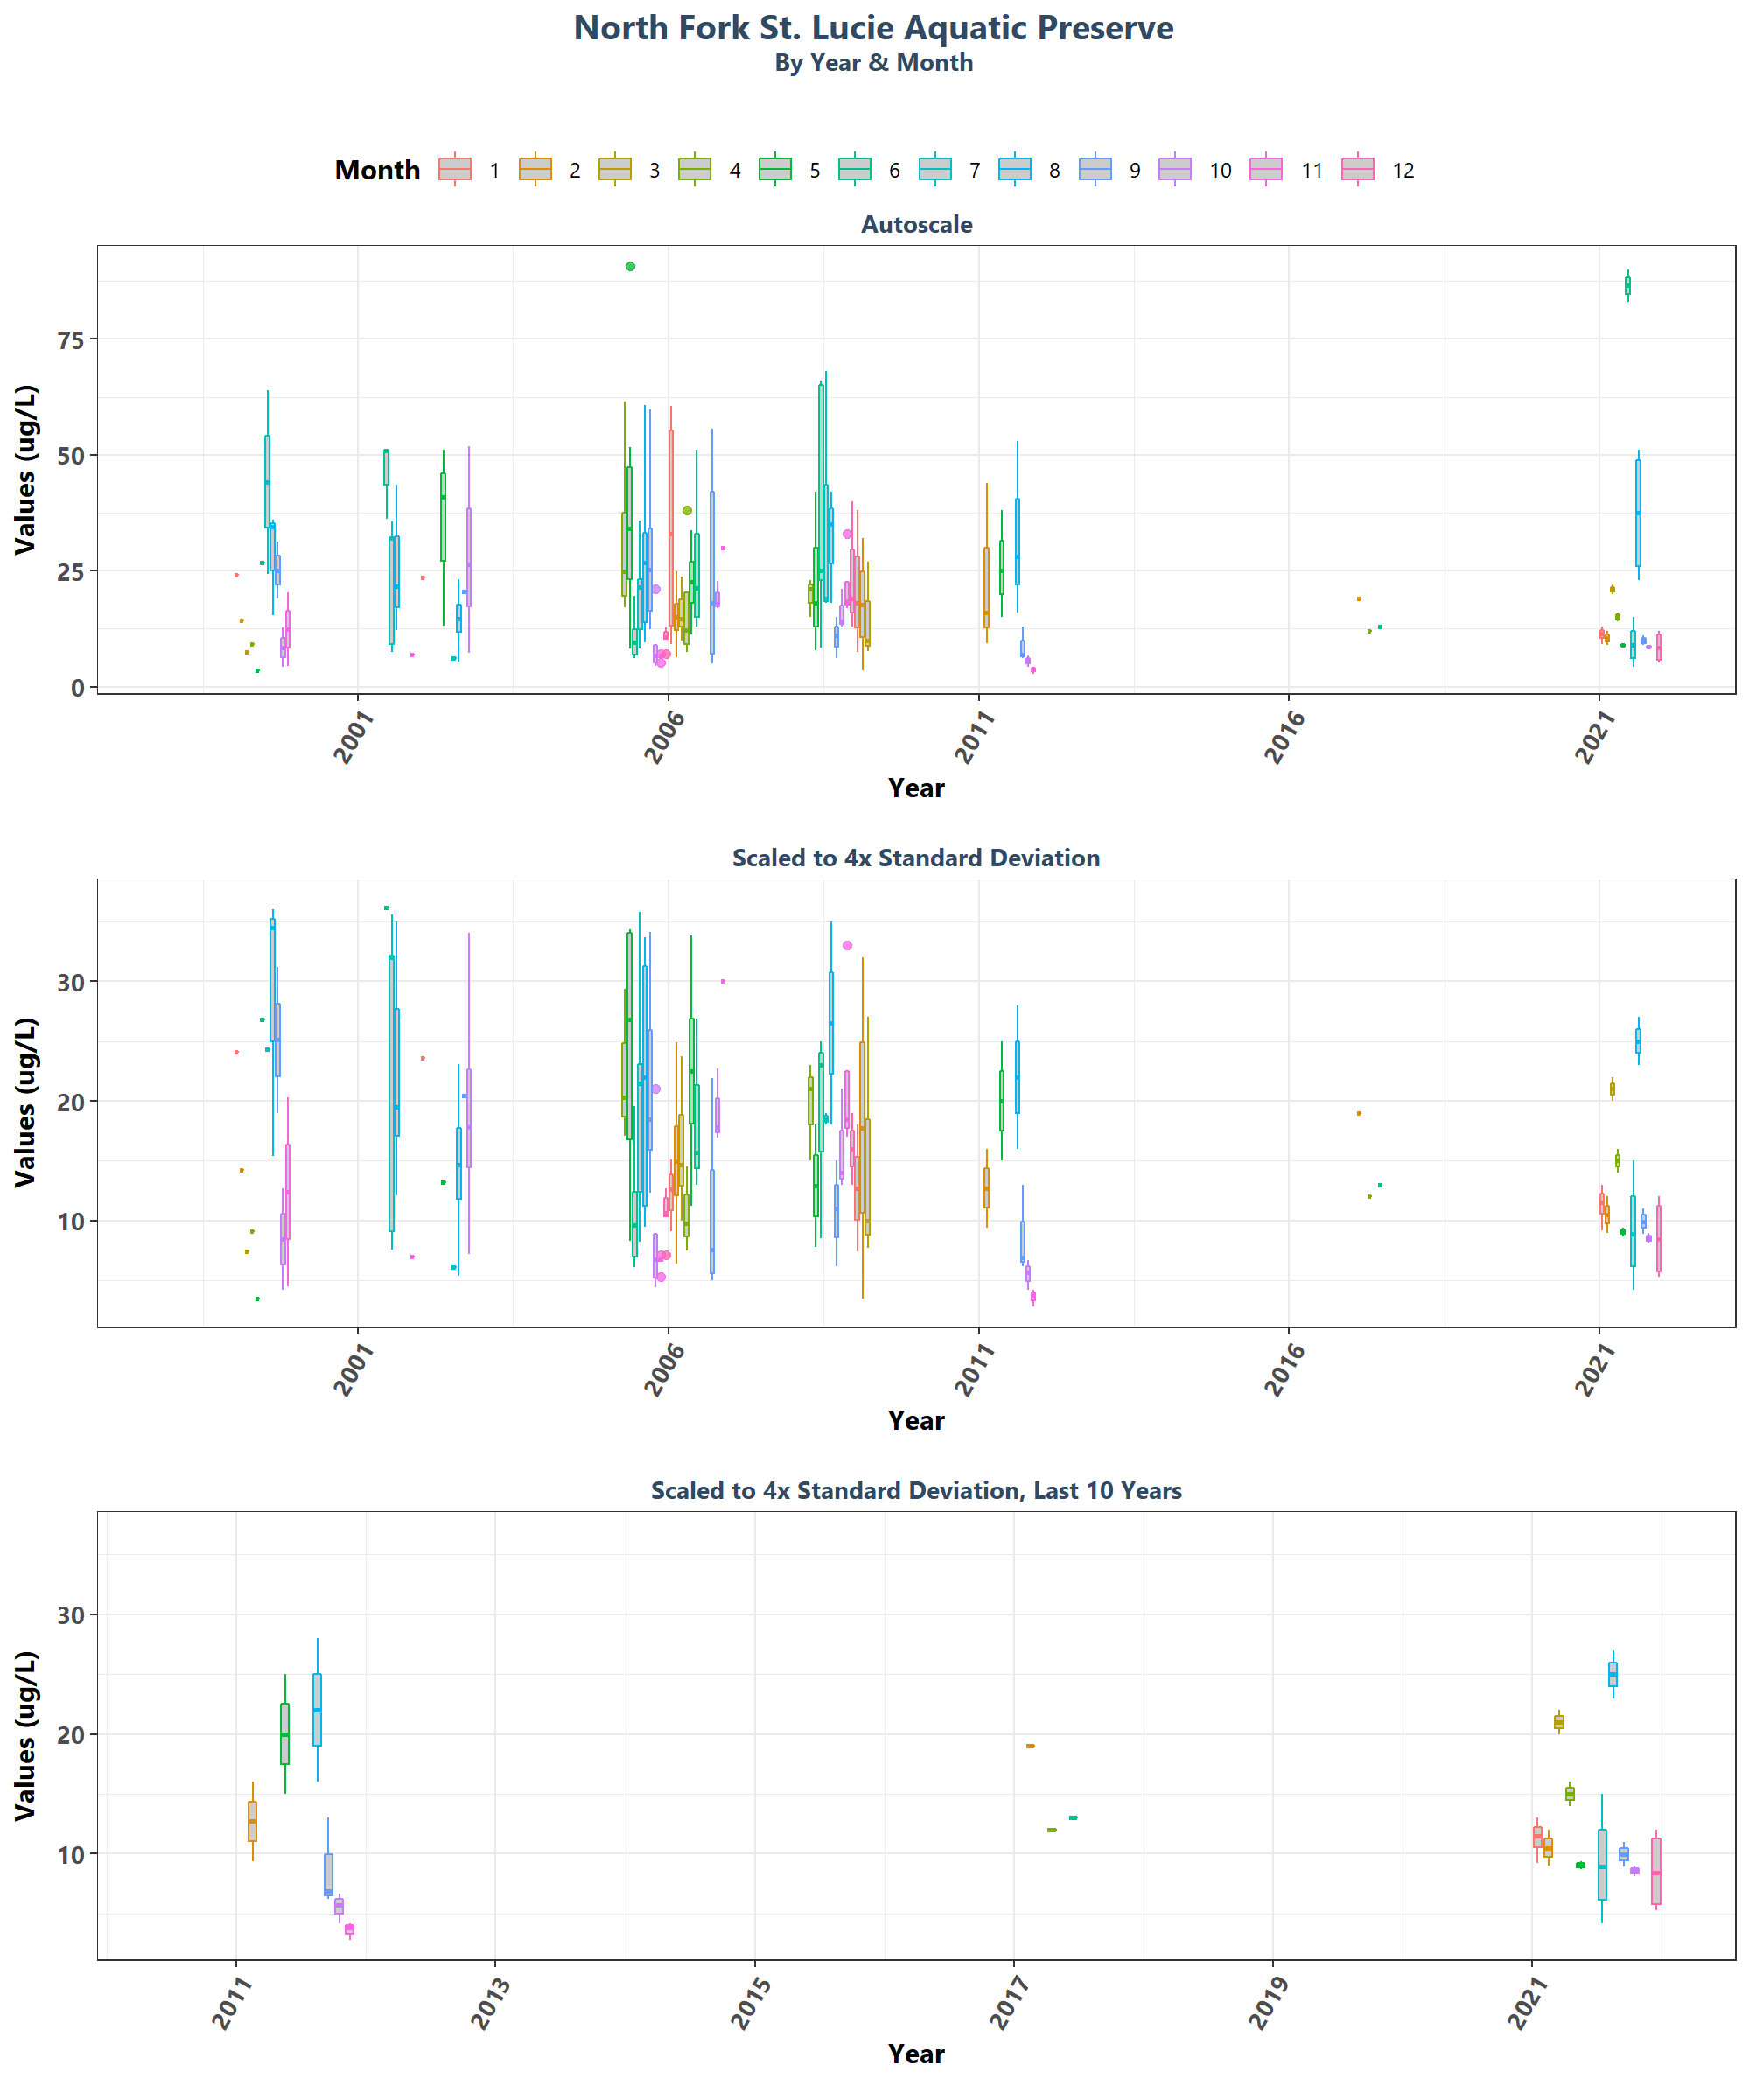 North Fork St. Lucie Aquatic Preserve
By Year & Month
Month 1 2 3 4 5 6 7 8 9 10 11 12
Autoscale
Values (ug/L)
75
50
25
0
2001 2006 2011 2016 2021
Year
Scaled to 4x Standard Deviation
Values (ug/L)
30
20
10
2001 2006 2011 2016 2021
Year
Scaled to 4x Standard Deviation, Last 10 Years
Values (ug/L)
30
20
10
2011 2013 2015 2017 2019 2021
Year